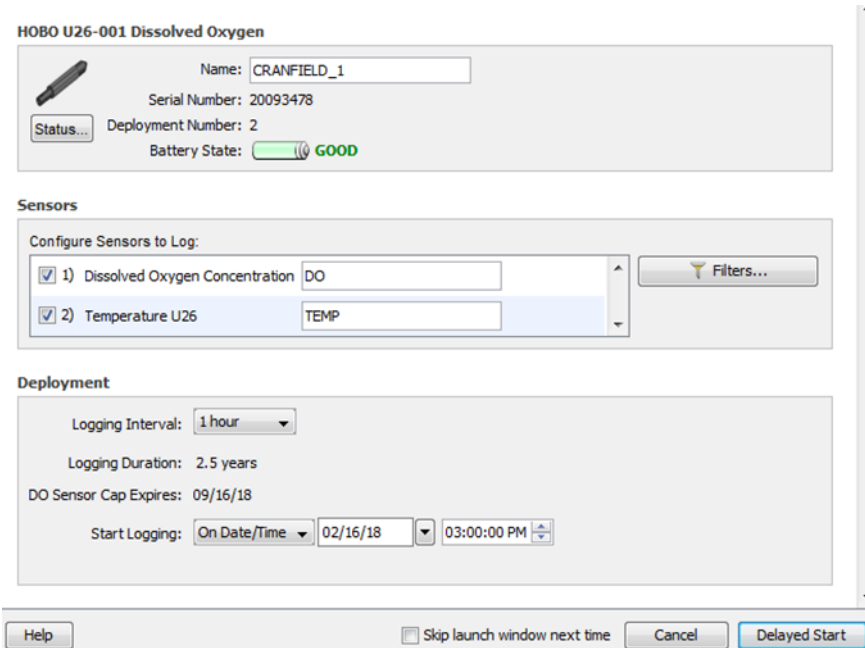 HOBO U26-001 Dissolved Oxygen
Name: CRANFIELD_1
Serial Number: 20093478
Status... Deployment Number: 2
Battery State: GOOD
Sensors
Configure Sensors to Log:
1) Dissolved Oxygen Concentration DO
Filters...
2) Temperature U26 TEMP
Deployment
Logging Interval: 1 hour
Logging Duration: 2.5 years
DO Sensor Cap Expires: 09/16/18
Start Logging: On Date/Time 02/16/18 03:00:00 PM
Help Skip launch window next time Cancel Delayed Start